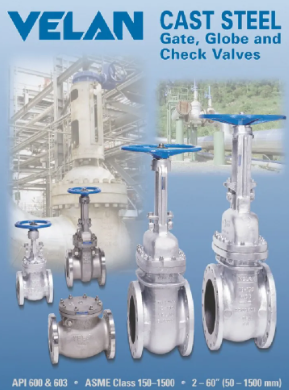 VELAN
CAST STEEL
Gate, Globe and
Check Valves
API 600 & 603 • ASME Class 150–1500 • 2 – 60" (50 – 1500 mm)